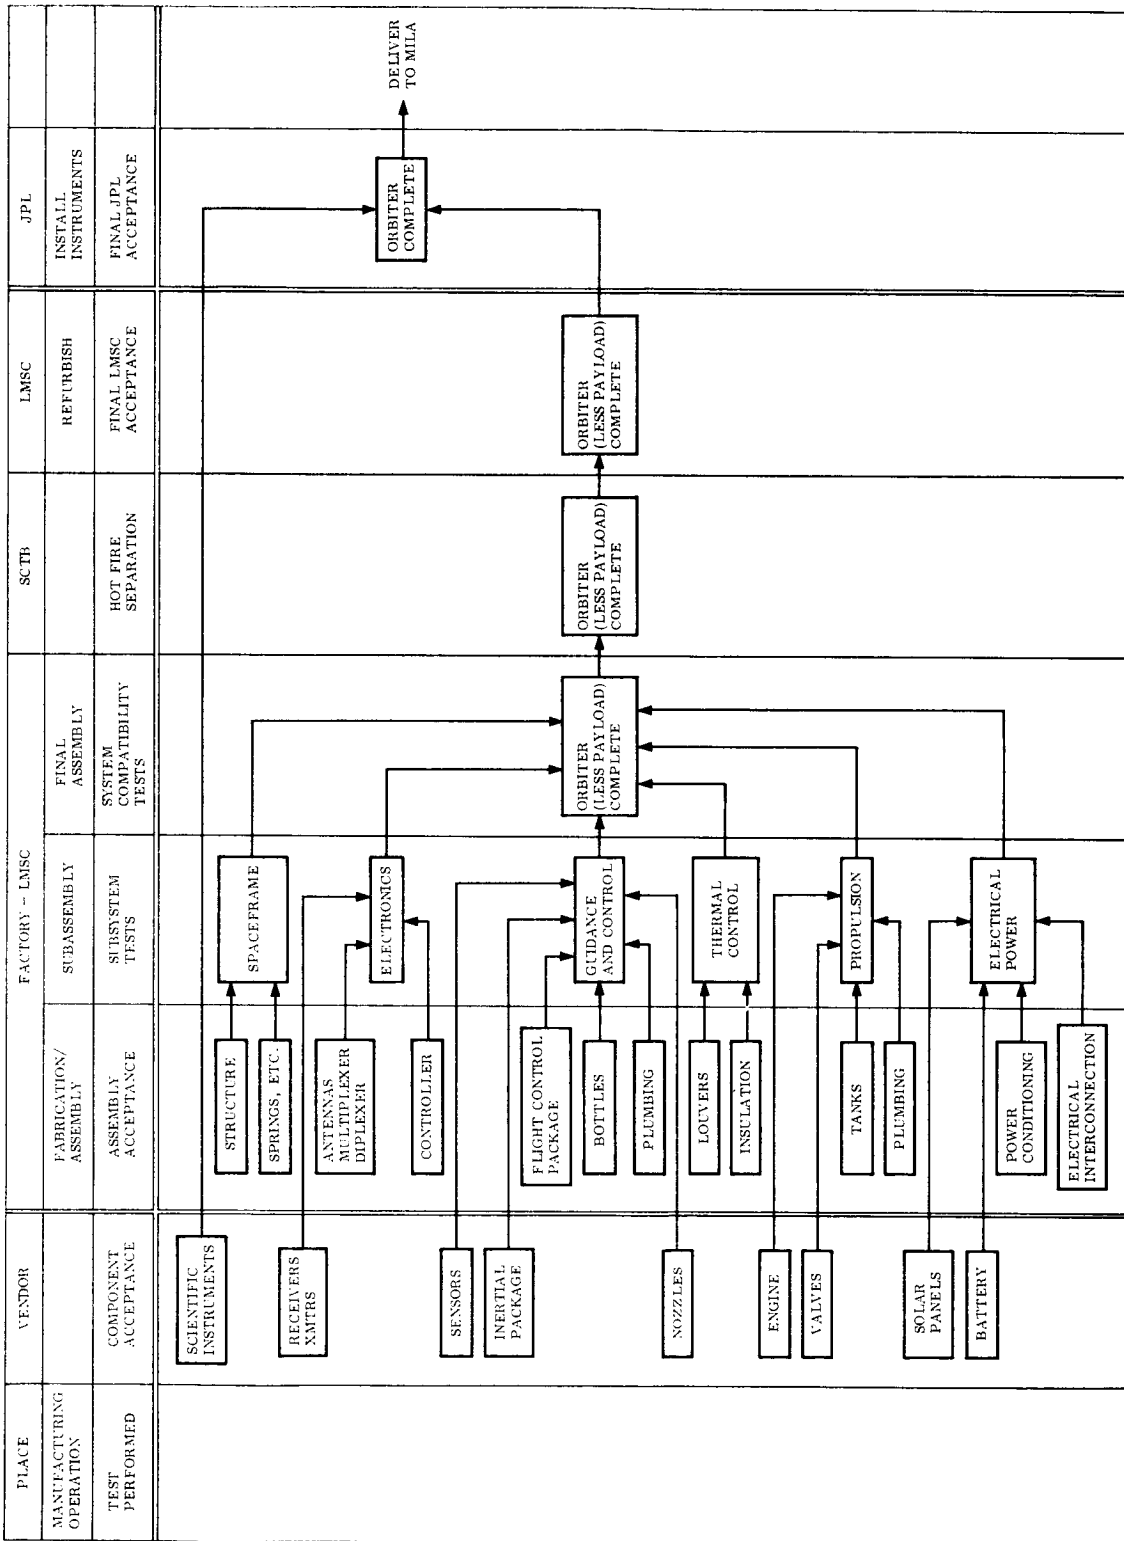 PLACE
VENDOR
FACTORY – LMSC
SCTB
LMSC
JPL
MANUFACTURING
OPERATION
FABRICATION/
ASSEMBLY
SUBASSEMBLY
FINAL
ASSEMBLY
REFURBISH
INSTALL
INSTRUMENTS
TEST
PERFORMED
COMPONENT
ACCEPTANCE
ASSEMBLY
ACCEPTANCE
SUBSYSTEM
TESTS
SYSTEM
COMPATIBILITY
TESTS
HOT FIRE
SEPARATION
FINAL LMSC
ACCEPTANCE
FINAL JPL
ACCEPTANCE
SCIENTIFIC
INSTRUMENTS
RECEIVERS
XMTRS
SENSORS
INERTIAL
PACKAGE
NOZZLES
ENGINE
VALVES
SOLAR
PANELS
BATTERY
STRUCTURE
SPRINGS, ETC.
ANTENNAS
MULTIPLEXER
DIPLEXER
CONTROLLER
FLIGHT CONTROL
PACKAGE
BOTTLES
PLUMBING
LOUVERS
INSULATION
TANKS
PLUMBING
POWER
CONDITIONING
ELECTRICAL
INTERCONNECTION
SPACEFRAME
ELECTRONICS
GUIDANCE
AND CONTROL
THERMAL
CONTROL
PROPULSION
ELECTRICAL
POWER
ORBITER
(LESS PAYLOAD)
COMPLETE
ORBITER
(LESS PAYLOAD)
COMPLETE
ORBITER
(LESS PAYLOAD)
COMPLETE
ORBITER
COMPLETE
DELIVER
TO MILA